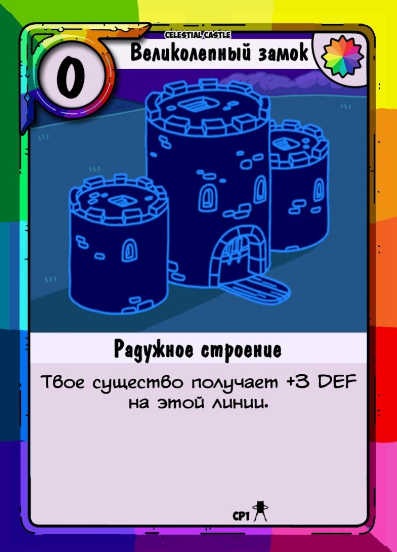 CELESTIAL CASTLE
0
Великолепный замок
Радужное строение
Твое существо получает +3 DEF
на этой линии.
CP1